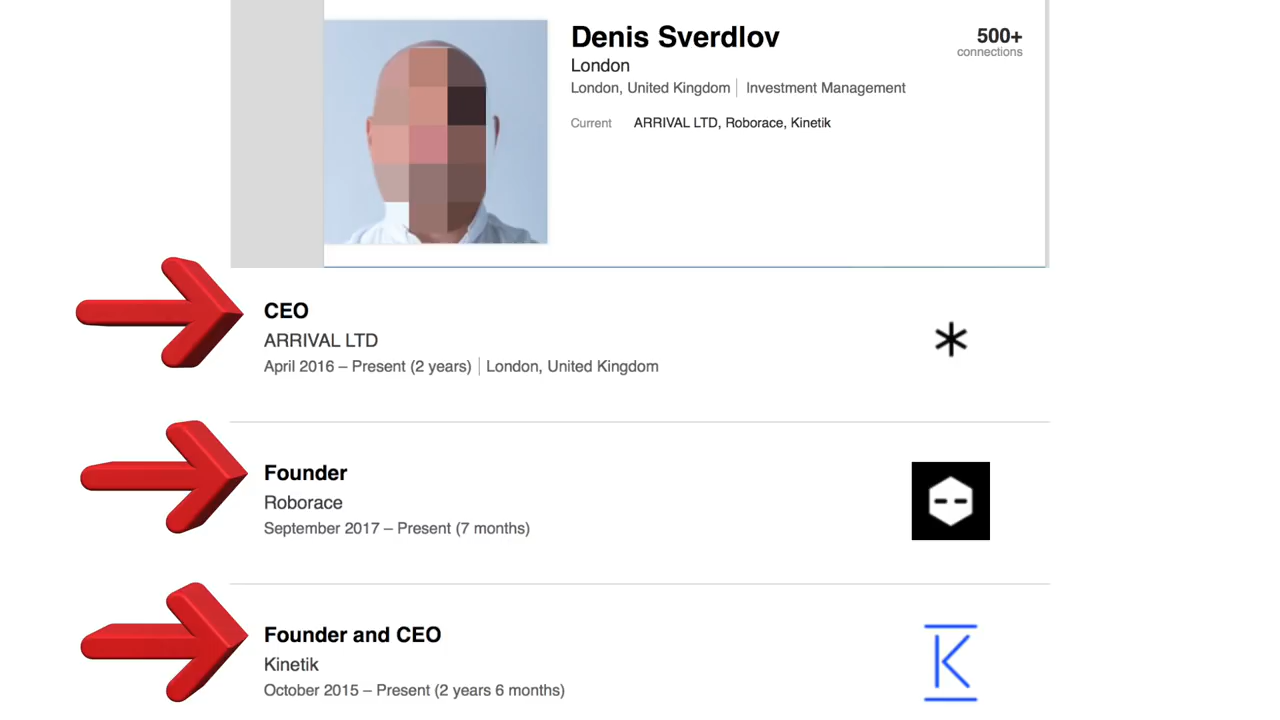 Denis Sverdlov
500+
connections
London
London, United Kingdom | Investment Management
Current ARRIVAL LTD, Roborace, Kinetik
CEO
ARRIVAL LTD
April 2016 – Present (2 years) | London, United Kingdom
Founder
Roborace
September 2017 – Present (7 months)
Founder and CEO
Kinetik
October 2015 – Present (2 years 6 months)
K